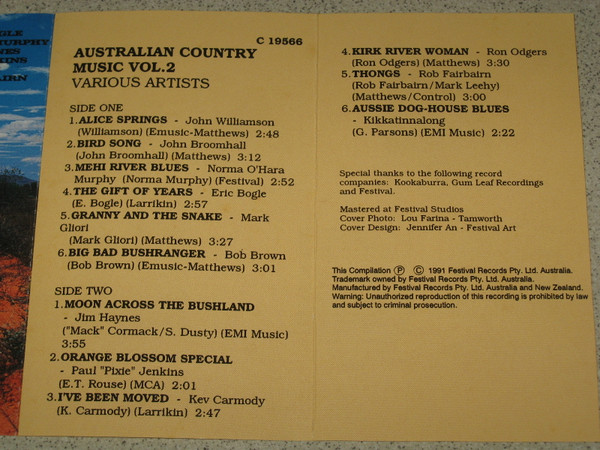 GLE
MURPHY
NES
KINS
AIRN
C 19566
AUSTRALIAN COUNTRY
MUSIC VOL.2
VARIOUS ARTISTS
SIDE ONE
1.ALICE SPRINGS - John Williamson
(Williamson) (Emusic-Matthews) 2:48
2.BIRD SONG - John Broomhall
(John Broomhall) (Matthews) 3:12
3.MEHI RIVER BLUES - Norma O'Hara
Murphy (Norma Murphy) (Festival) 2:52
4.THE GIFT OF YEARS - Eric Bogle
(E. Bogle) (Larrikin) 2:57
5.GRANNY AND THE SNAKE - Mark
Gliori
(Mark Gliori) (Matthews) 3:27
6.BIG BAD BUSHRANGER - Bob Brown
(Bob Brown) (Emusic-Matthews) 3:01
SIDE TWO
1.MOON ACROSS THE BUSHLAND
- Jim Haynes
("Mack" Cormack/S. Dusty) (EMI Music)
3:55
2.ORANGE BLOSSOM SPECIAL
- Paul "Pixie" Jenkins
(E.T. Rouse) (MCA) 2:01
3.I'VE BEEN MOVED - Kev Carmody
(K. Carmody) (Larrikin) 2:47
4.KIRK RIVER WOMAN - Ron Odgers
(Ron Odgers) (Matthews) 3:30
5.THONGS - Rob Fairbairn
(Rob Fairbairn/Mark Leehy)
(Matthews/Control) 3:00
6.AUSSIE DOG-HOUSE BLUES
- Kikkatinnalong
(G. Parsons) (EMI Music) 2:22
Special thanks to the following record
companies: Kookaburra, Gum Leaf Recordings
and Festival.
Mastered at Festival Studios
Cover Photo: Lou Farina - Tamworth
Cover Design: Jennifer An - Festival Art
This Compilation Ⓟ Ⓒ 1991 Festival Records Pty. Ltd. Australia.
Trademark owned by Festival Records Pty. Ltd. Australia.
Manufactured by Festival Records Pty. Ltd. Australia and New Zealand.
Warning: Unauthorized reproduction of this recording is prohibited by law
and subject to criminal prosecution.